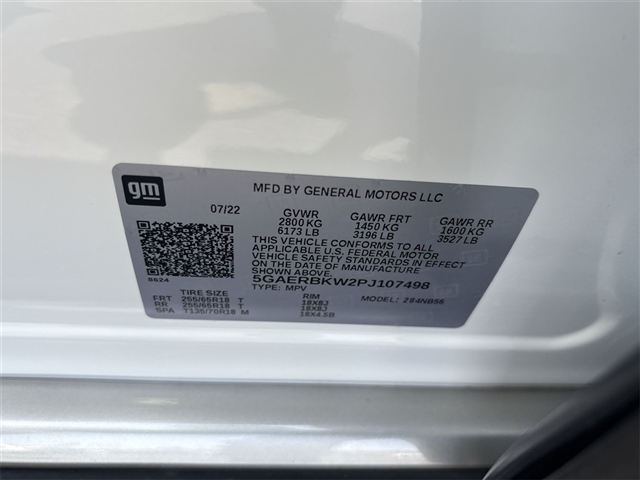 gm
MFD BY GENERAL MOTORS LLC
07/22
GVWR GAWR FRT GAWR RR
2800 KG 1450 KG 1600 KG
6173 LB 3196 LB 3527 LB
THIS VEHICLE CONFORMS TO ALL
APPLICABLE U.S. FEDERAL MOTOR
VEHICLE SAFETY STANDARDS IN EFFECT
ON THE DATE OF MANUFACTURE
SHOWN ABOVE.
5GAERBKW2PJ107498
8624
TYPE: MPV MODEL: 284NB56
TIRE SIZE RIM
FRT 255/65R18 T 18X8J
RR 255/65R18 T 18X8J
SPA T135/70R18 M 18X4.5B